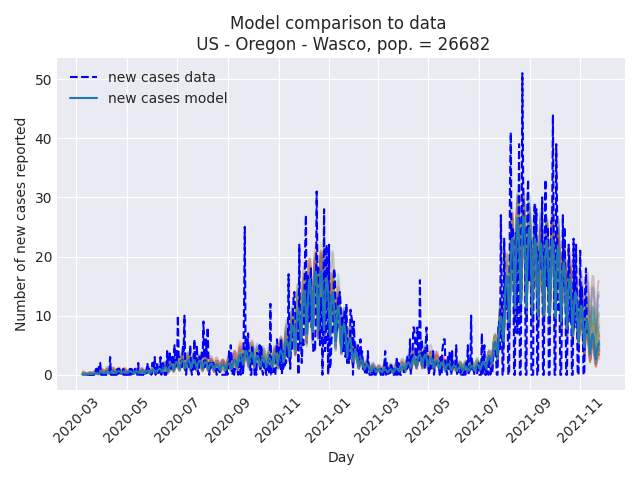 Model comparison to data
US - Oregon - Wasco, pop. = 26682
new cases data
new cases model
Number of new cases reported
50
40
30
20
10
0
2020-03
2020-05
2020-07
2020-09
2020-11
2021-01
2021-03
2021-05
2021-07
2021-09
2021-11
Day